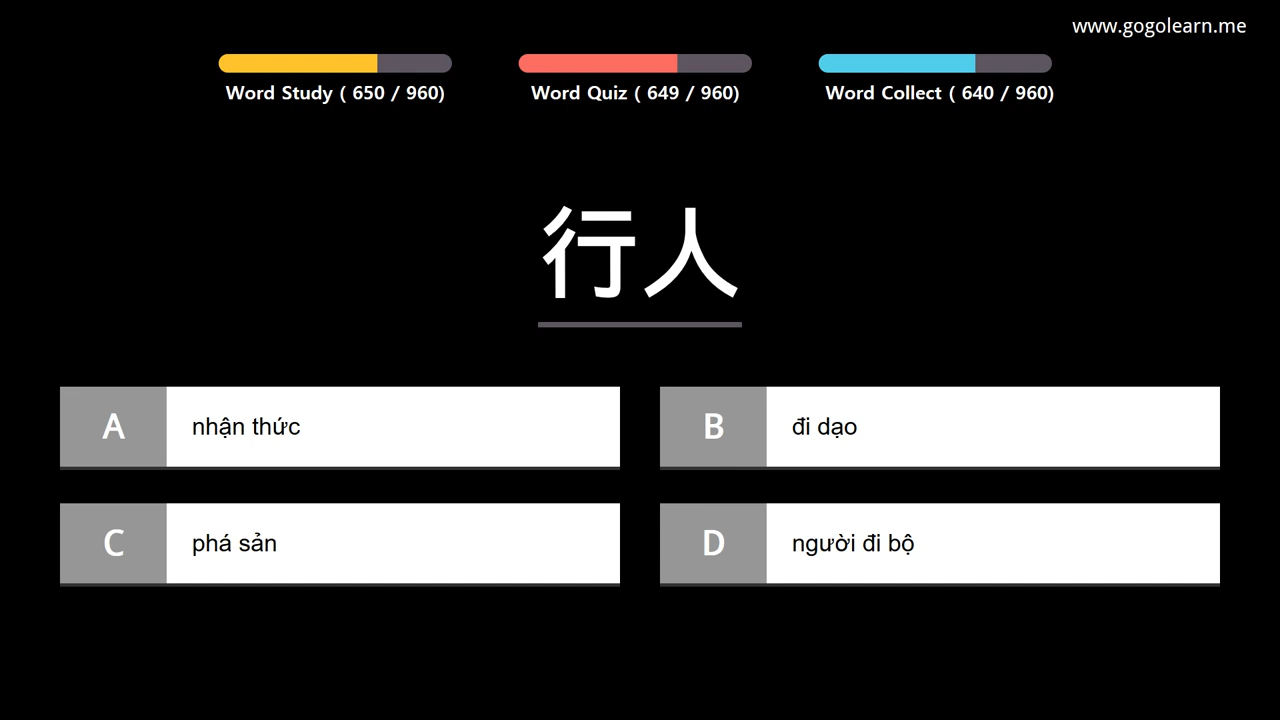 www.gogolearn.me
Word Study ( 650 / 960)
Word Quiz ( 649 / 960)
Word Collect ( 640 / 960)
行人
A nhận thức
B đi dạo
C phá sản
D người đi bộ